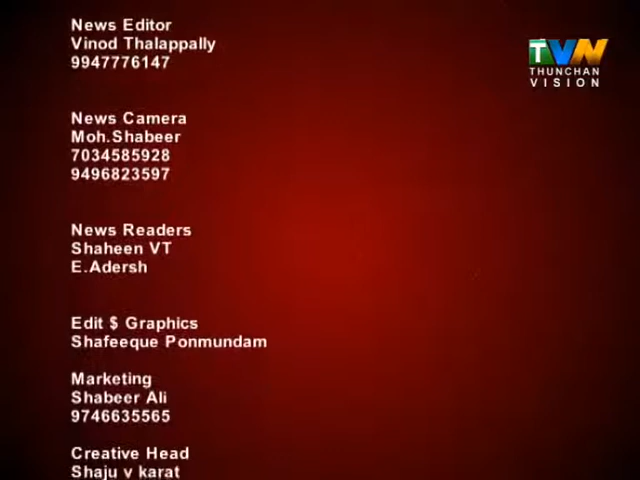 News Editor
Vinod Thalappally
9947776147
TVN
THUNCHAN
VISION
News Camera
Moh.Shabeer
7034585928
9496823597
News Readers
Shaheen VT
E.Adersh
Edit $ Graphics
Shafeeque Ponmundam
Marketing
Shabeer Ali
9746635565
Creative Head
Shaju v karat